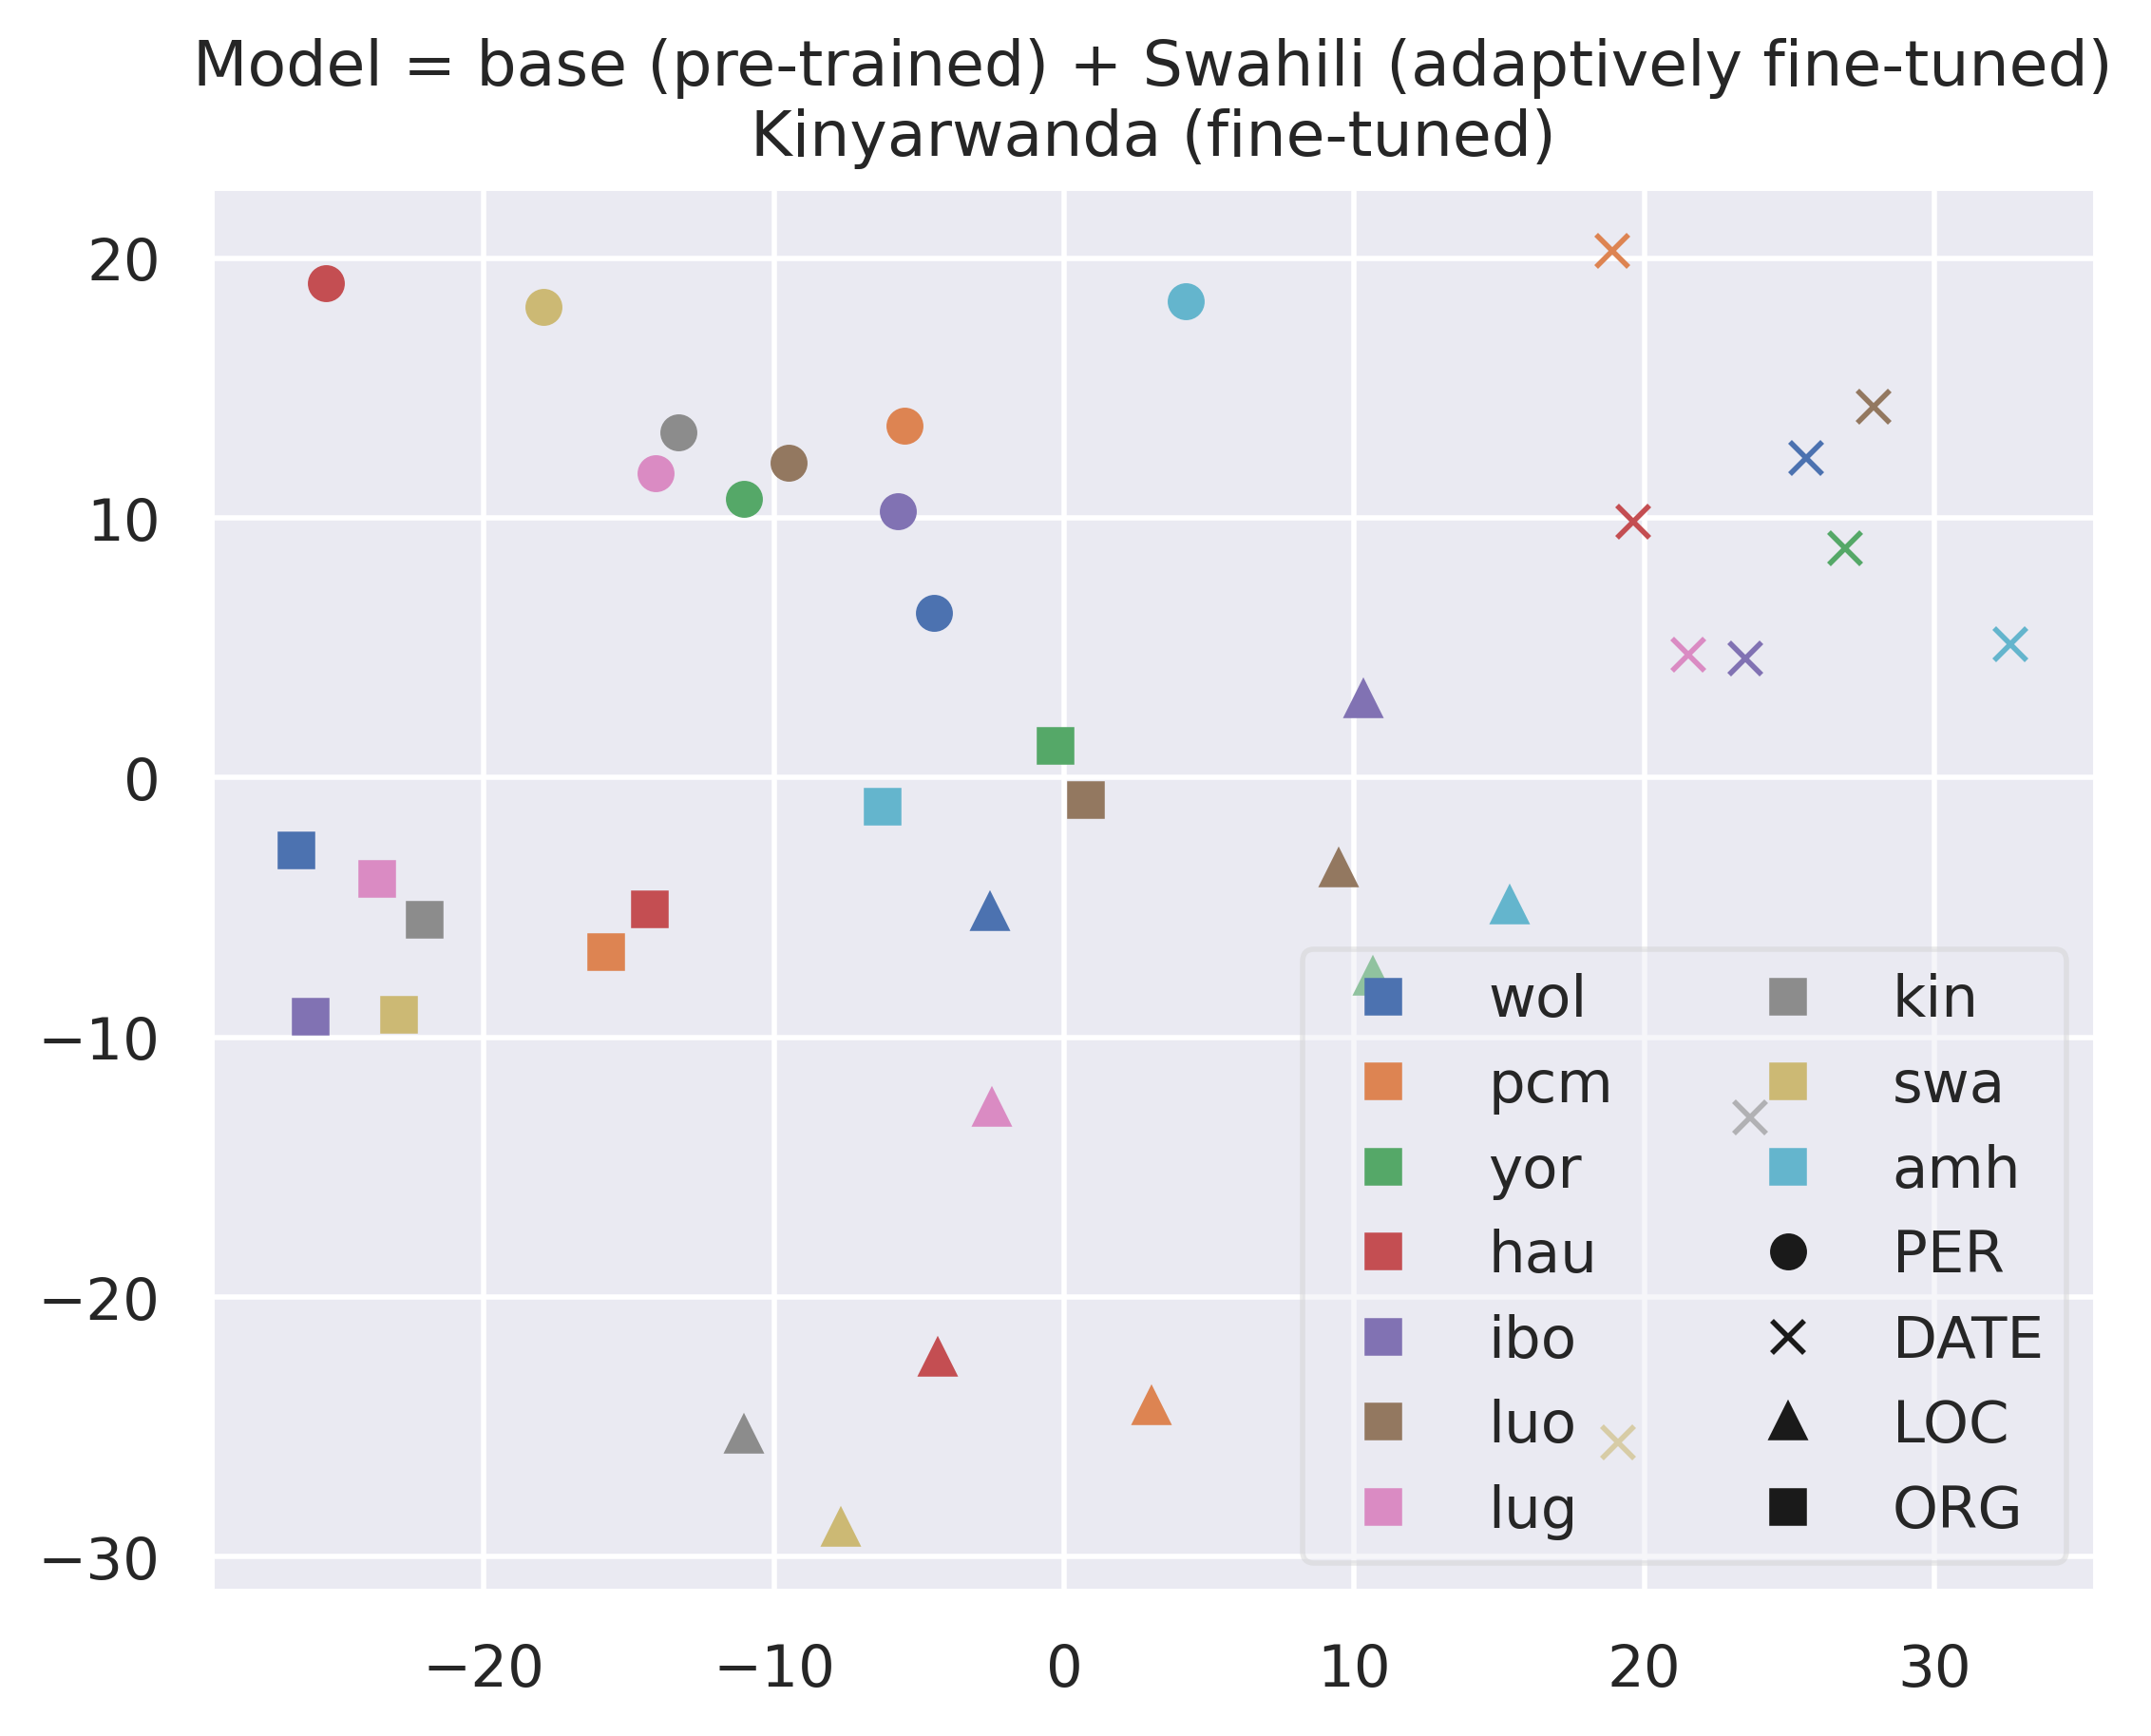 Model = base (pre-trained) + Swahili (adaptively fine-tuned)
Kinyarwanda (fine-tuned)
20
10
0
−10
−20
−30
−20
−10
0
10
20
30
wol
pcm
yor
hau
ibo
luo
lug
kin
swa
amh
PER
DATE
LOC
ORG